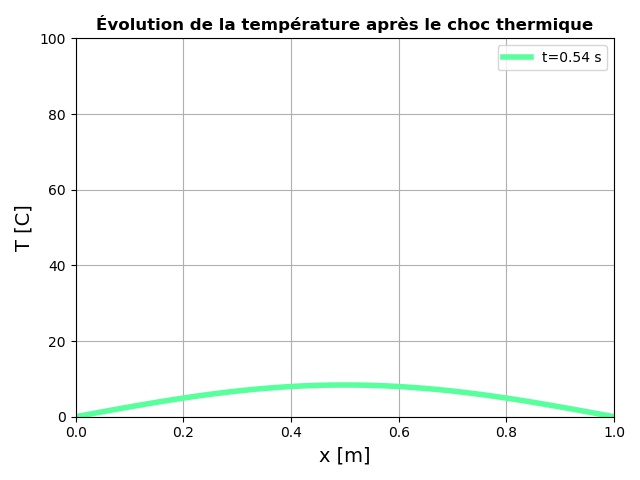 Évolution de la température après le choc thermique
t=0.54 s
100
80
60
40
20
0
T [C]
0.0 0.2 0.4 0.6 0.8 1.0
x [m]